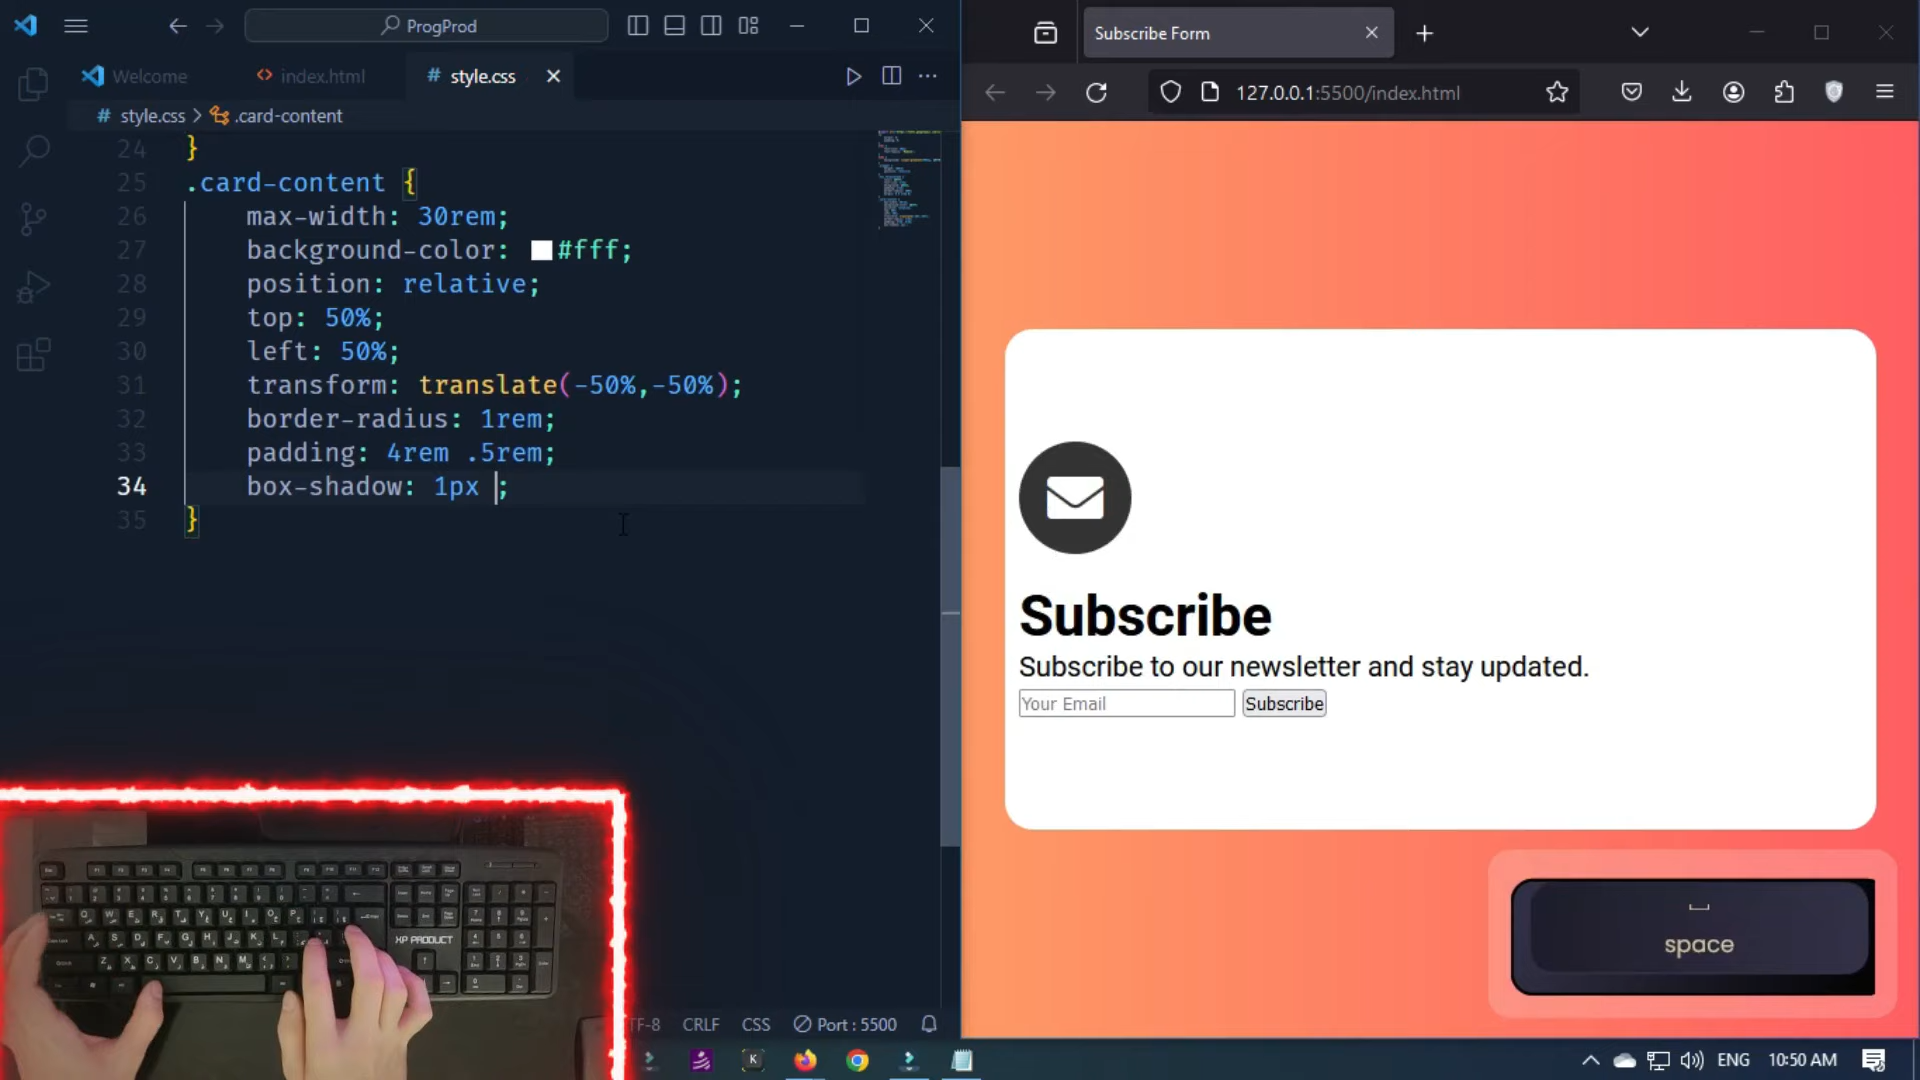 ProgProd
Welcome
index.html
# style.css
# style.css > .card-content
24 }
25 .card-content {
26 max-width: 30rem;
27 background-color: #fff;
28 position: relative;
29 top: 50%;
30 left: 50%;
31 transform: translate(-50%,-50%);
32 border-radius: 1rem;
33 padding: 4rem .5rem;
34 box-shadow: 1px ;
35 }
TF-8 CRLF CSS Port : 5500
Subscribe Form
127.0.0.1:5500/index.html
Subscribe
Subscribe to our newsletter and stay updated.
Your Email Subscribe
space
XP PRODUCT
K
ENG 10:50 AM